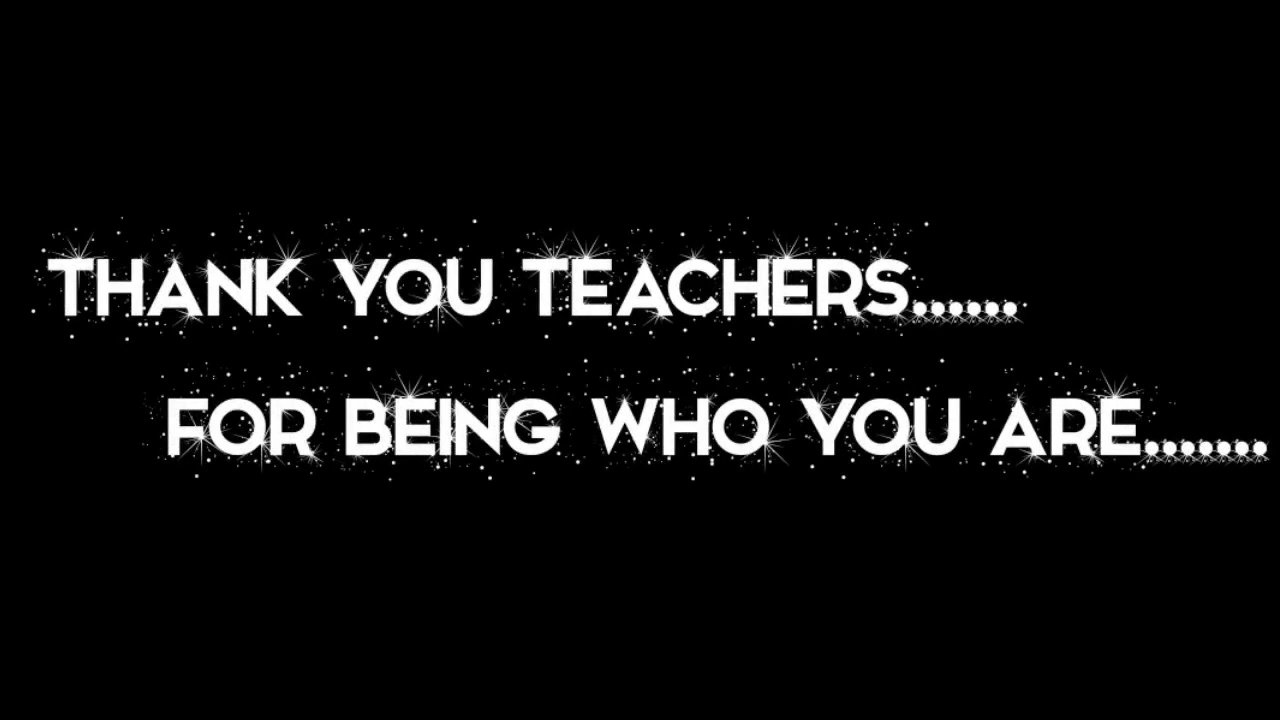 THANK YOU TEACHERS......
FOR BEING WHO YOU ARE.......